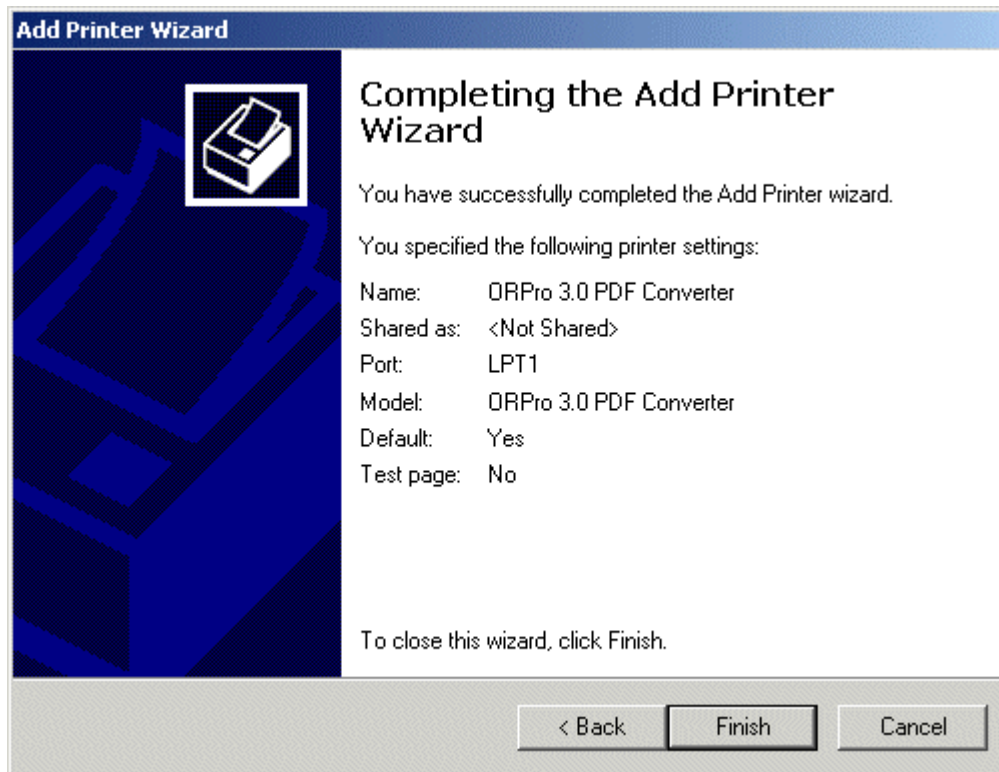 Add Printer Wizard
Completing the Add Printer
Wizard
You have successfully completed the Add Printer wizard.
You specified the following printer settings:
Name: ORPro 3.0 PDF Converter
Shared as: <Not Shared>
Port: LPT1
Model: ORPro 3.0 PDF Converter
Default: Yes
Test page: No
To close this wizard, click Finish.
< Back Finish Cancel